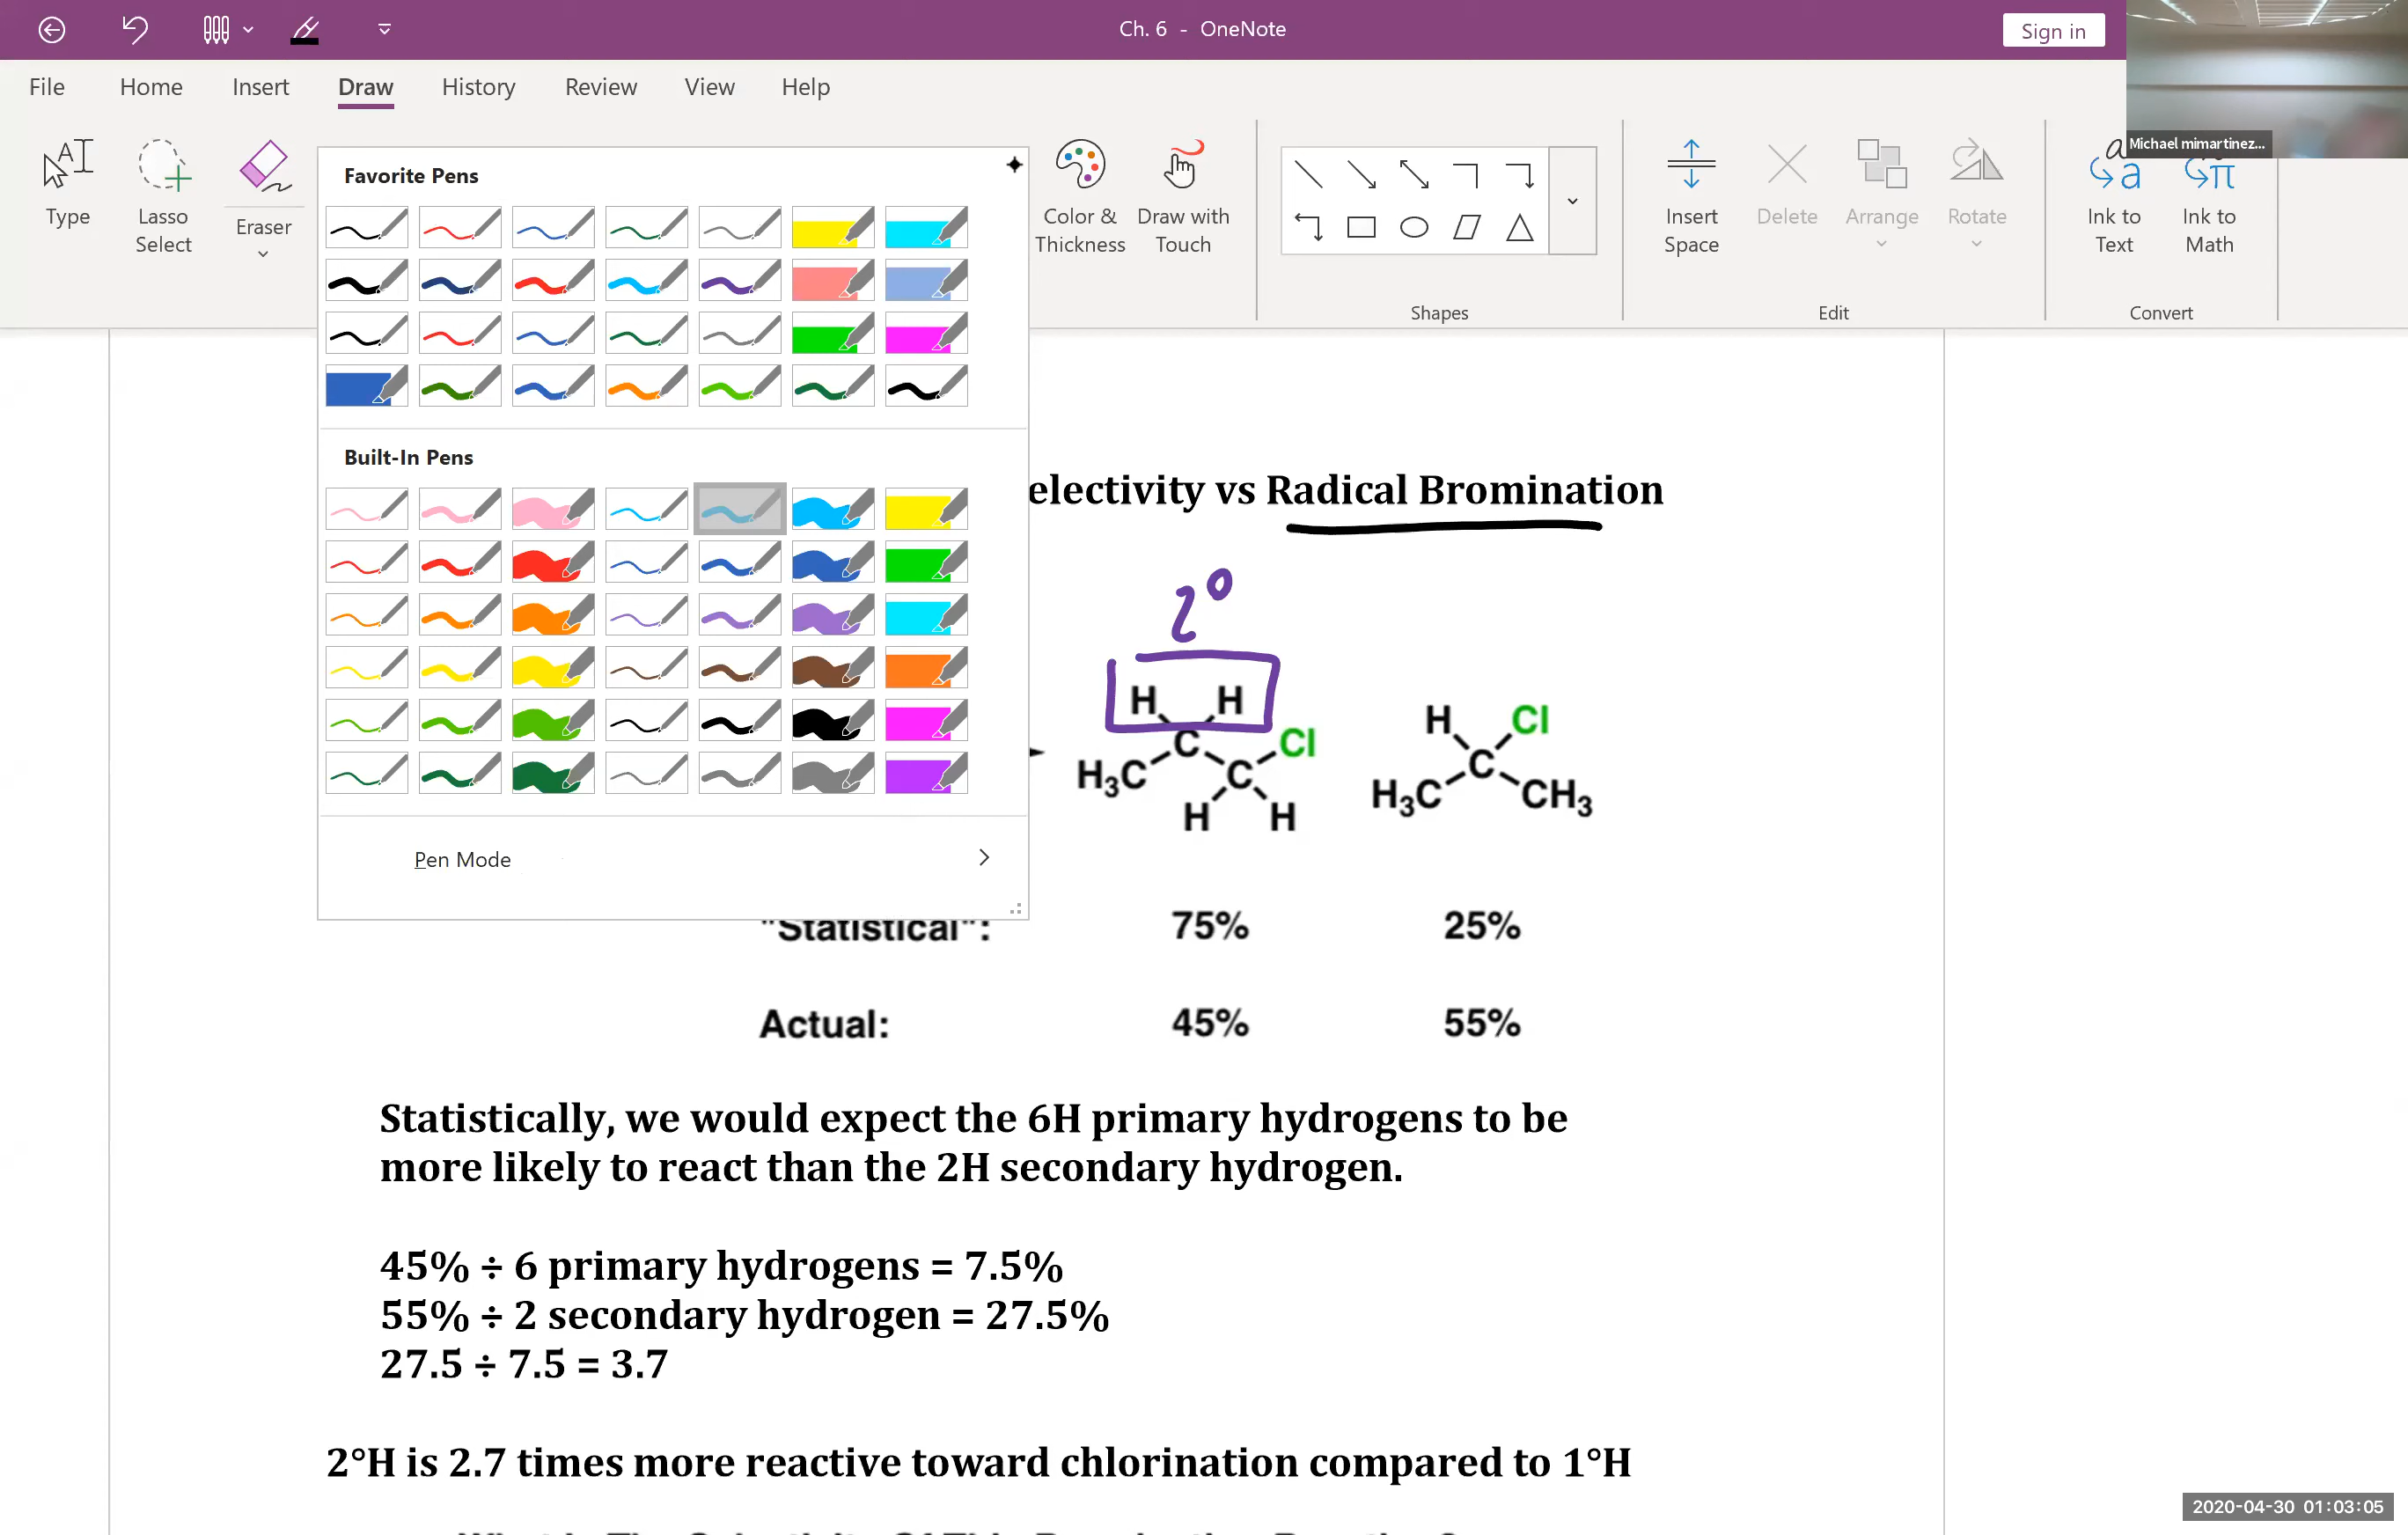 Ch. 6 - OneNote
Sign in
File Home Insert Draw History Review View Help
Michael mimartinez...
Type
Lasso Select
Eraser
Favorite Pens
Built-In Pens
Pen Mode
Color & Thickness
Draw with Touch
Shapes
Insert Space
Delete
Arrange
Rotate
Edit
Ink to Text
Ink to Math
Convert
electivity vs Radical Bromination
2°
H H
C Cl
H₃C C
H H
H Cl
C
H₃C CH₃
"Statistical": 75% 25%
Actual: 45% 55%
Statistically, we would expect the 6H primary hydrogens to be
more likely to react than the 2H secondary hydrogen.
45% ÷ 6 primary hydrogens = 7.5%
55% ÷ 2 secondary hydrogen = 27.5%
27.5 ÷ 7.5 = 3.7
2°H is 2.7 times more reactive toward chlorination compared to 1°H
2020-04-30 01:03:05